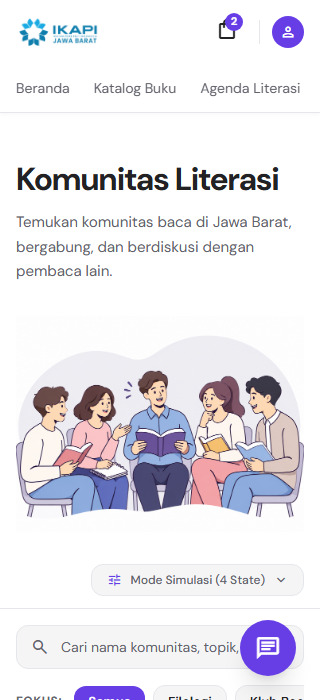 IKAPI
JAWA BARAT
2
Beranda Katalog Buku Agenda Literasi
Komunitas Literasi
Temukan komunitas baca di Jawa Barat,
bergabung, dan berdiskusi dengan
pembaca lain.
Mode Simulasi (4 State)
Cari nama komunitas, topik,
FOKUS: Semua Filologi